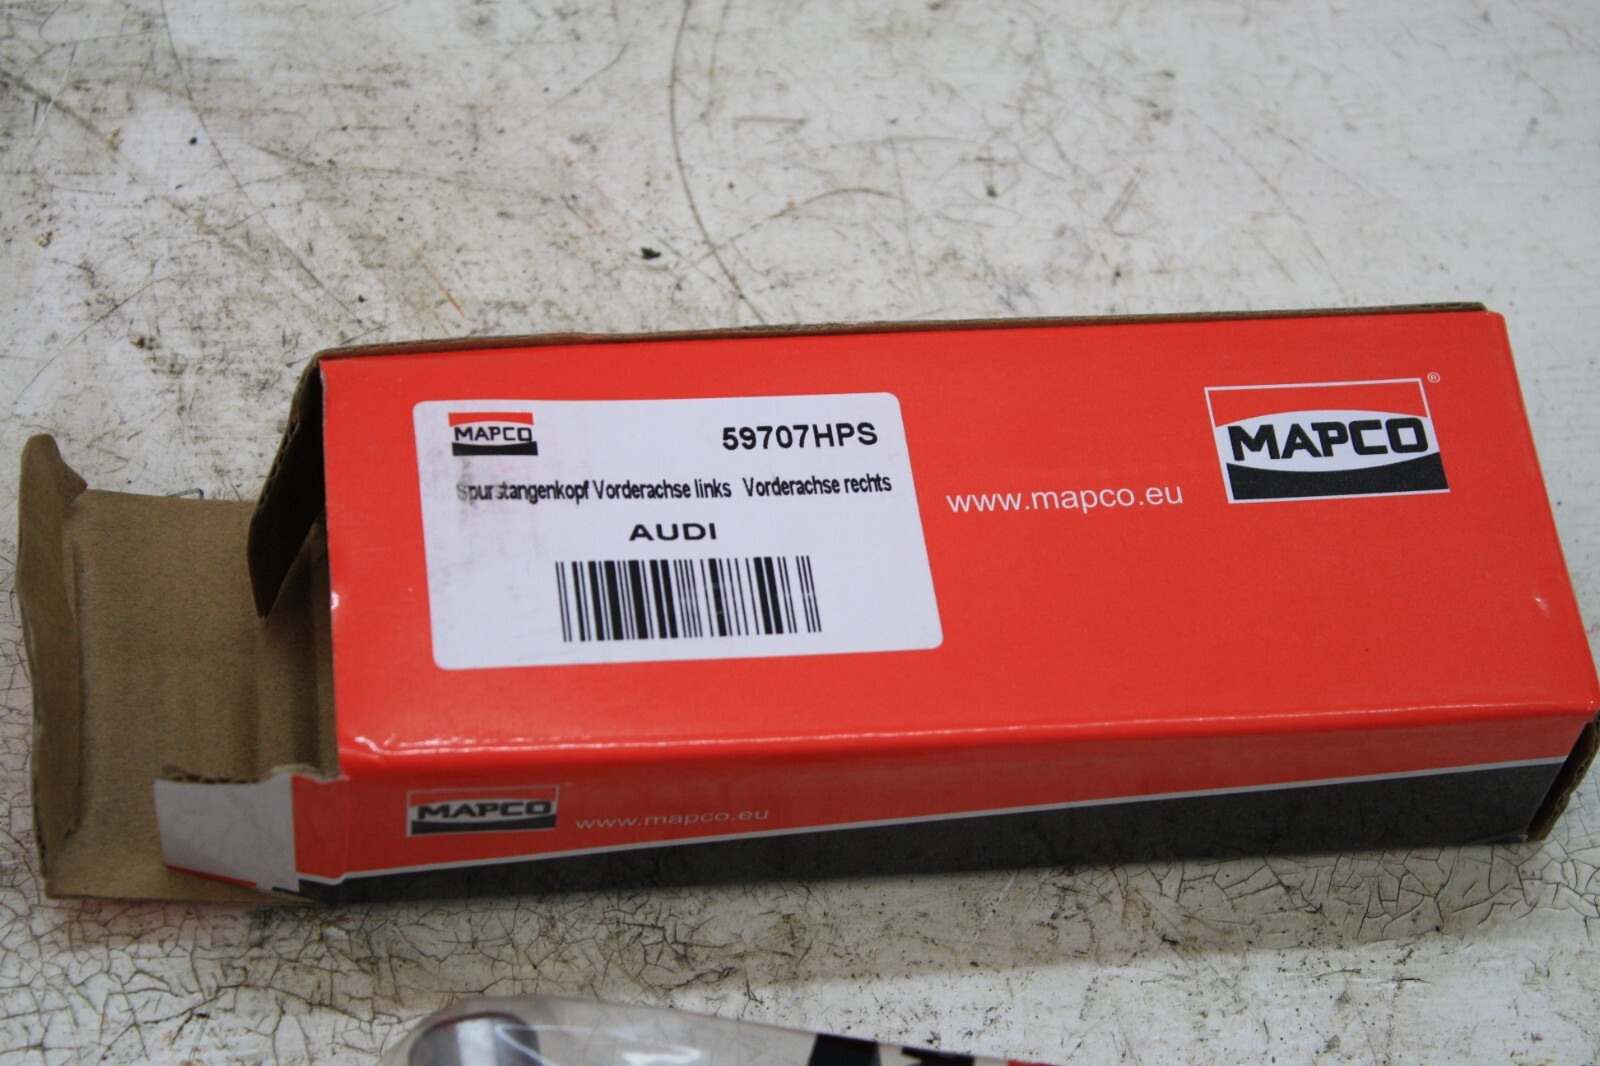 MAPCO
59707HPS
Spurstangenkopf Vorderachse links Vorderachse rechts
AUDI
www.mapco.eu
MAPCO®
MAPCO
www.mapco.eu